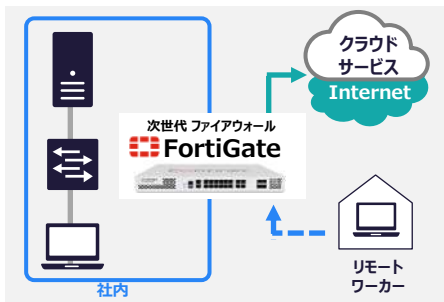 クラウド
サービス
Internet
次世代 ファイアウォール
FortiGate
社内
リモート
ワーカー